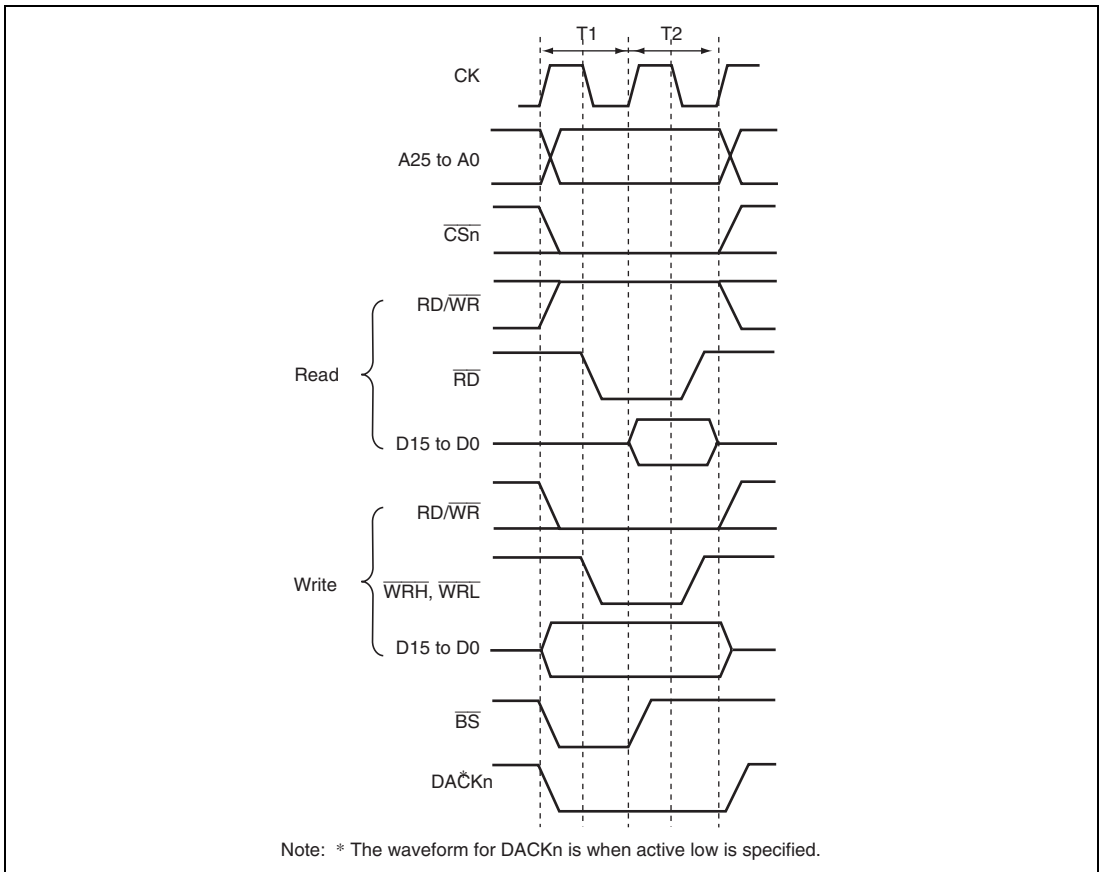 T1 T2
CK
A25 to A0
CSn
RD/WR
Read
RD
D15 to D0
RD/WR
Write
WRH, WRL
D15 to D0
BS
DACKn*
Note: * The waveform for DACKn is when active low is specified.